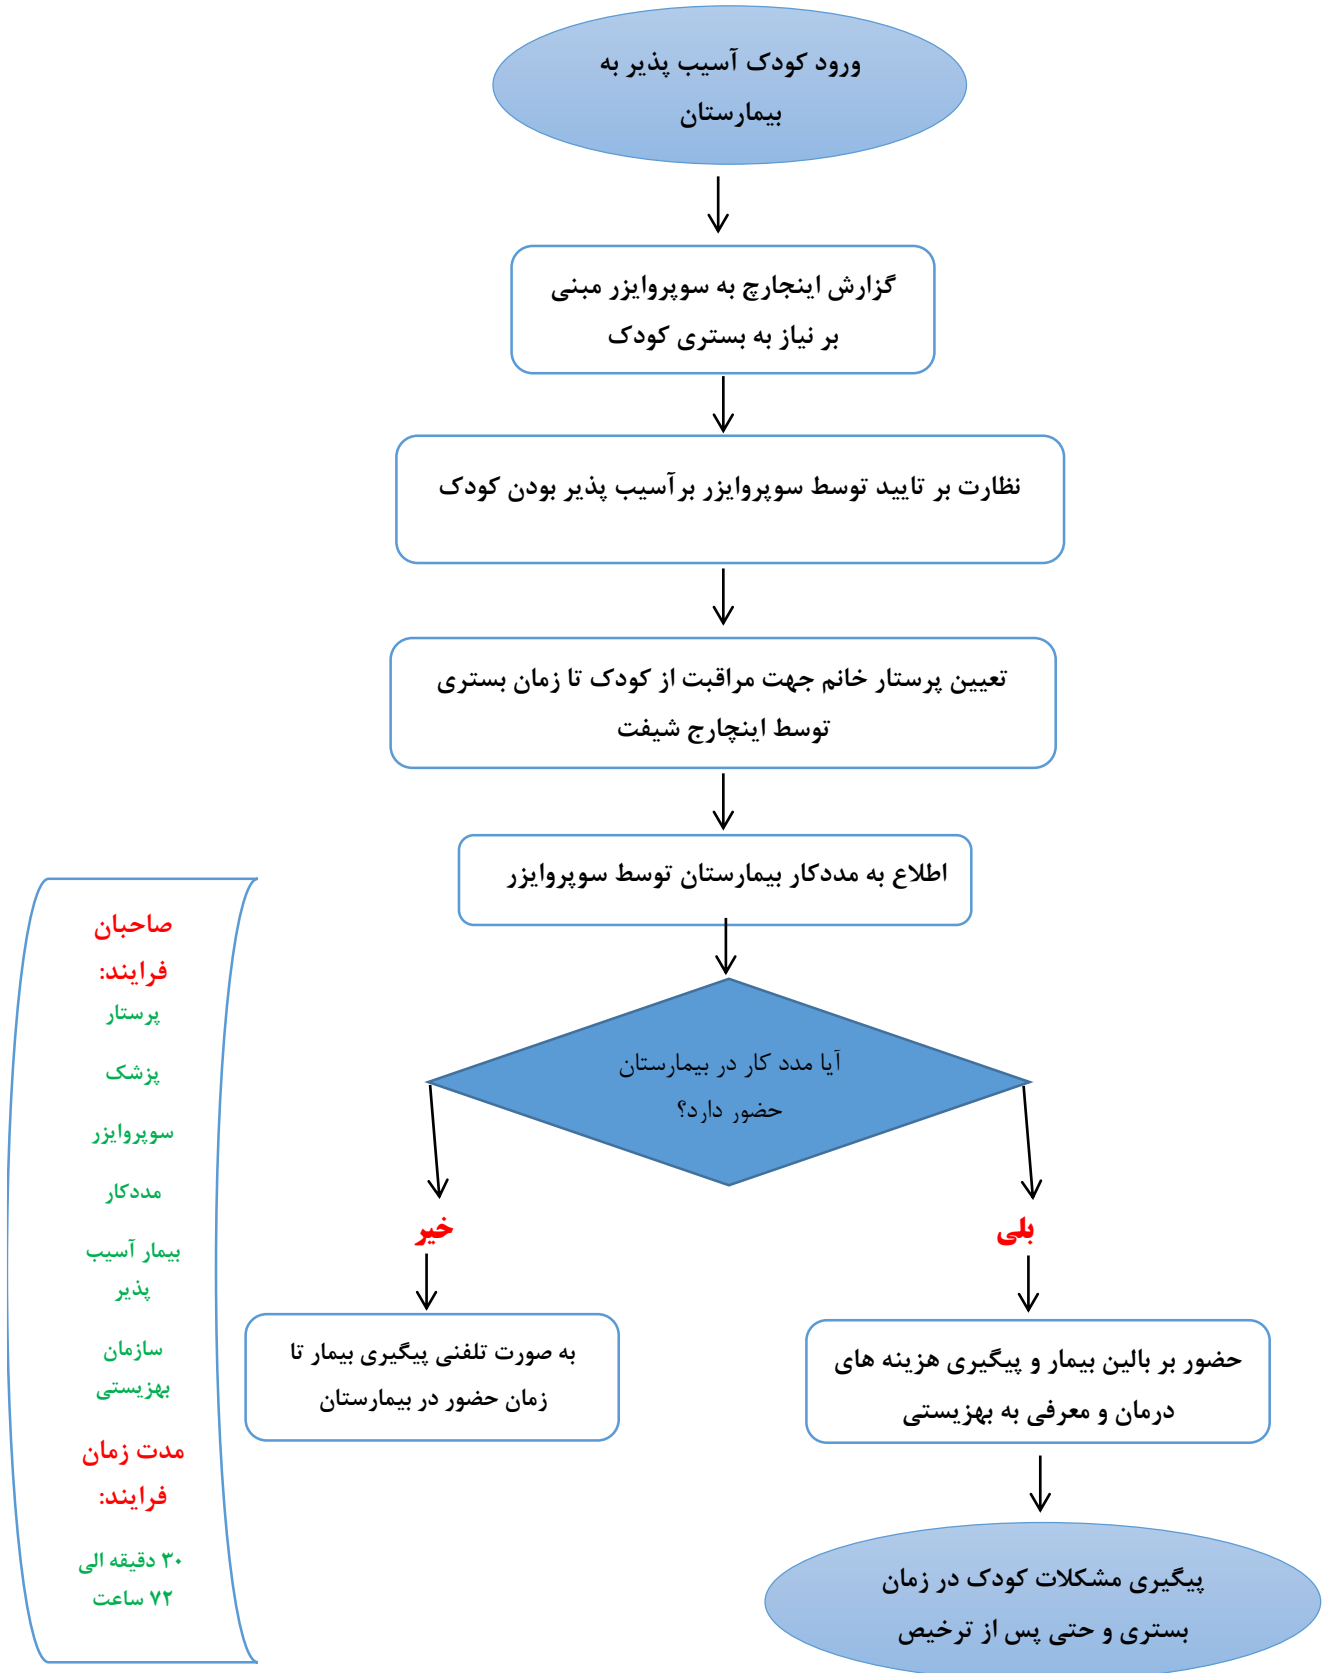 ورود کودک آسیب پذیر به
بیمارستان
گزارش اینجارچ به سوپروایزر مبنی
بر نیاز به بستری کودک
نظارت بر تایید توسط سوپروایزر برآسیب پذیر بودن کودک
تعیین پرستار خانم جهت مراقبت از کودک تا زمان بستری
توسط اینچارج شیفت
اطلاع به مددکار بیمارستان توسط سوپروایزر
آیا مدد کار در بیمارستان
حضور دارد؟
بلی
خیر
حضور بر بالین بیمار و پیگیری هزینه های
درمان و معرفی به بهزیستی
به صورت تلفنی پیگیری بیمار تا
زمان حضور در بیمارستان
پیگیری مشکلات کودک در زمان
بستری و حتی پس از ترخیص
صاحبان
فرایند:
پرستار
پزشک
سوپروایزر
مددکار
بیمار آسیب
پذیر
سازمان
بهزیستی
مدت زمان
فرایند:
۳۰ دقیقه الی
۷۲ ساعت